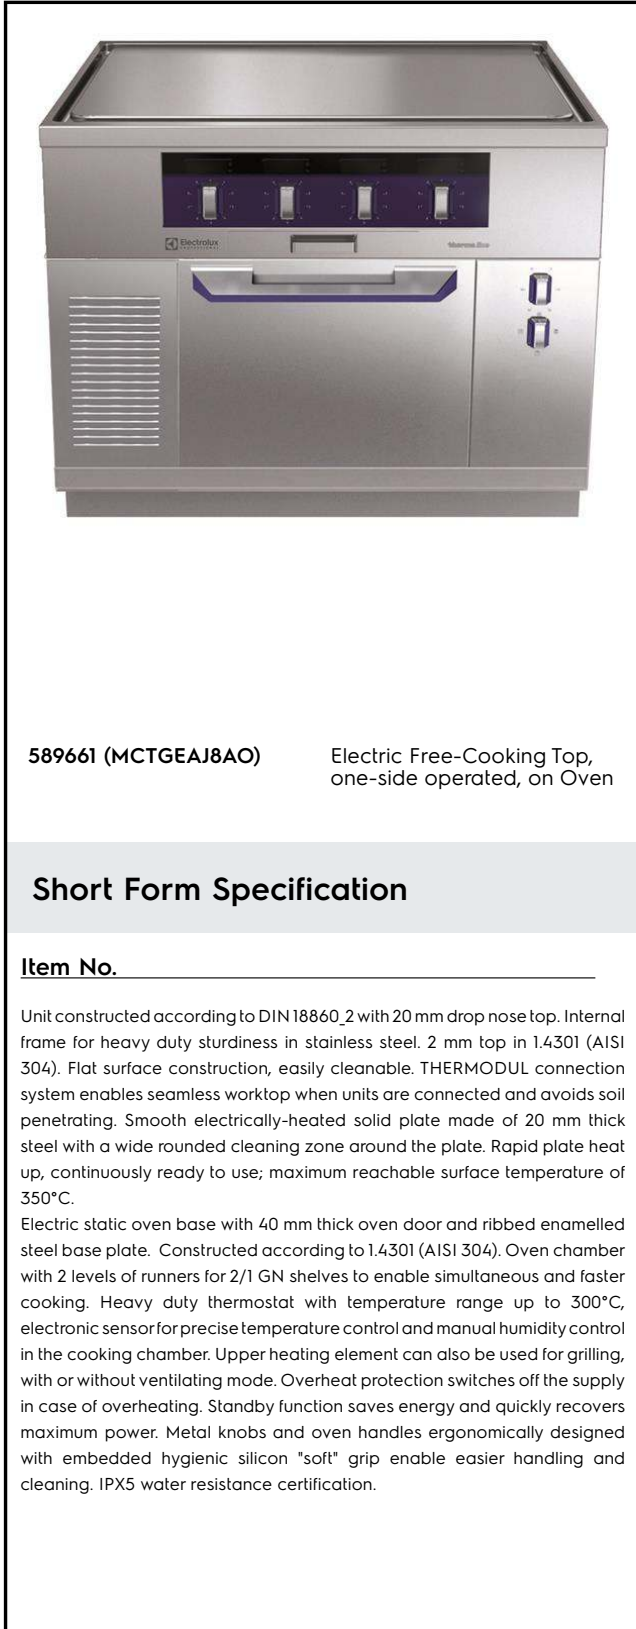 Electrolux
PROFESSIONAL
thermaline
589661 (MCTGEAJ8AO)
Electric Free-Cooking Top,
one-side operated, on Oven
Short Form Specification
Item No.
Unit constructed according to DIN 18860_2 with 20 mm drop nose top. Internal
frame for heavy duty sturdiness in stainless steel. 2 mm top in 1.4301 (AISI
304). Flat surface construction, easily cleanable. THERMODUL connection
system enables seamless worktop when units are connected and avoids soil
penetrating. Smooth electrically-heated solid plate made of 20 mm thick
steel with a wide rounded cleaning zone around the plate. Rapid plate heat
up, continuously ready to use; maximum reachable surface temperature of
350°C.
Electric static oven base with 40 mm thick oven door and ribbed enamelled
steel base plate. Constructed according to 1.4301 (AISI 304). Oven chamber
with 2 levels of runners for 2/1 GN shelves to enable simultaneous and faster
cooking. Heavy duty thermostat with temperature range up to 300°C,
electronic sensor for precise temperature control and manual humidity control
in the cooking chamber. Upper heating element can also be used for grilling,
with or without ventilating mode. Overheat protection switches off the supply
in case of overheating. Standby function saves energy and quickly recovers
maximum power. Metal knobs and oven handles ergonomically designed
with embedded hygienic silicon "soft" grip enable easier handling and
cleaning. IPX5 water resistance certification.